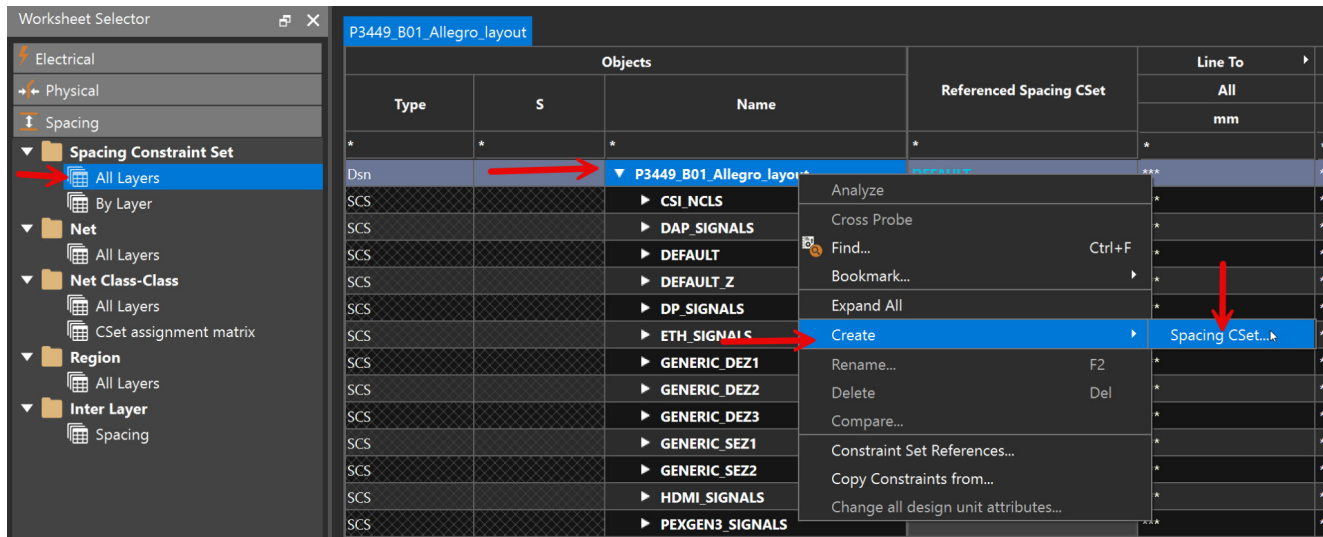 Worksheet Selector
Electrical
Physical
Spacing
Spacing Constraint Set
All Layers
By Layer
Net
All Layers
Net Class-Class
All Layers
CSet assignment matrix
Region
All Layers
Inter Layer
Spacing
P3449_B01_Allegro_layout
Objects
Referenced Spacing CSet
Line To
Type
S
Name
All
mm
* * * * *
Dsn P3449_B01_Allegro_layout DEFAULT ***
SCS CSI_NCLS
SCS DAP_SIGNALS
SCS DEFAULT
SCS DEFAULT_Z
SCS DP_SIGNALS
SCS ETH_SIGNALS
SCS GENERIC_DEZ1
SCS GENERIC_DEZ2
SCS GENERIC_DEZ3
SCS GENERIC_SEZ1
SCS GENERIC_SEZ2
SCS HDMI_SIGNALS
SCS PEXGEN3_SIGNALS ***
Analyze
Cross Probe
Find... Ctrl+F
Bookmark...
Expand All
Create
Rename... F2
Delete Del
Compare...
Constraint Set References...
Copy Constraints from...
Change all design unit attributes...
Spacing CSet...